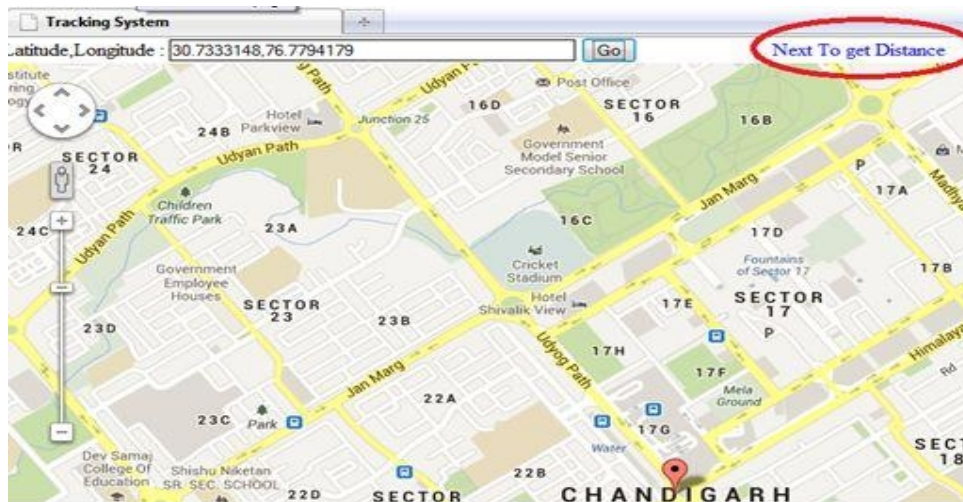 Tracking System
Latitude,Longitude : 30.7333148,76.7794179 Go Next To get Distance
Post Office
Udyan Path
16D
SECTOR
16
16B
Hotel
Parkview
Junction 25
24B
Udyan Path
Government
Model Senior
Secondary School
SECTOR
24
P
17A
Madhya
Jan Marg
Children
Traffic Park
24C
Udyan Path
23A
16C
17D
Cricket
Stadium
Fountains
of Sector 17
17B
Government
Employee
Houses
Hotel
Shivalik View
17E
SECTOR
17
P
SECTOR
23
23B
23D
Himalaya
Rd
Udyog Path
17H
17F
Jan Marg
22A
Mela
Ground
23C
Park
17G
Water
Dev Samaj
College Of
Education
Shishu Niketan
SR. SEC. SCHOOL
22D
SECTOR
22B
CHANDIGARH
18